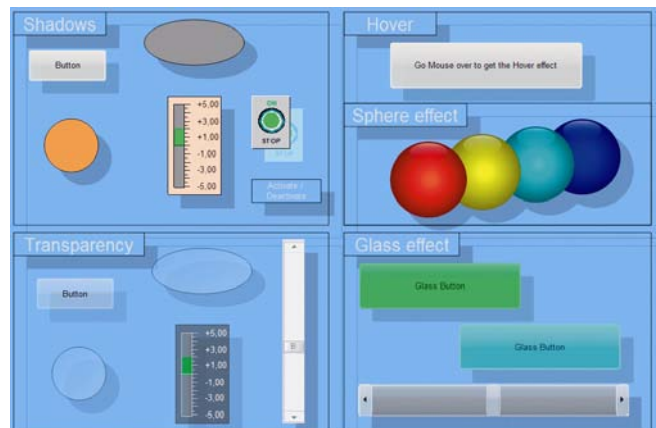 Shadows
Button
+5,00
+3,00
+1,00
-1,00
-3,00
-5,00
ON
STOP
STOP
Activate /
Deactivate
Hover
Go Mouse over to get the Hover effect
Sphere effect
Transparency
Button
+5,00
+3,00
+1,00
-1,00
-3,00
-5,00
Glass effect
Glass Button
Glass Button